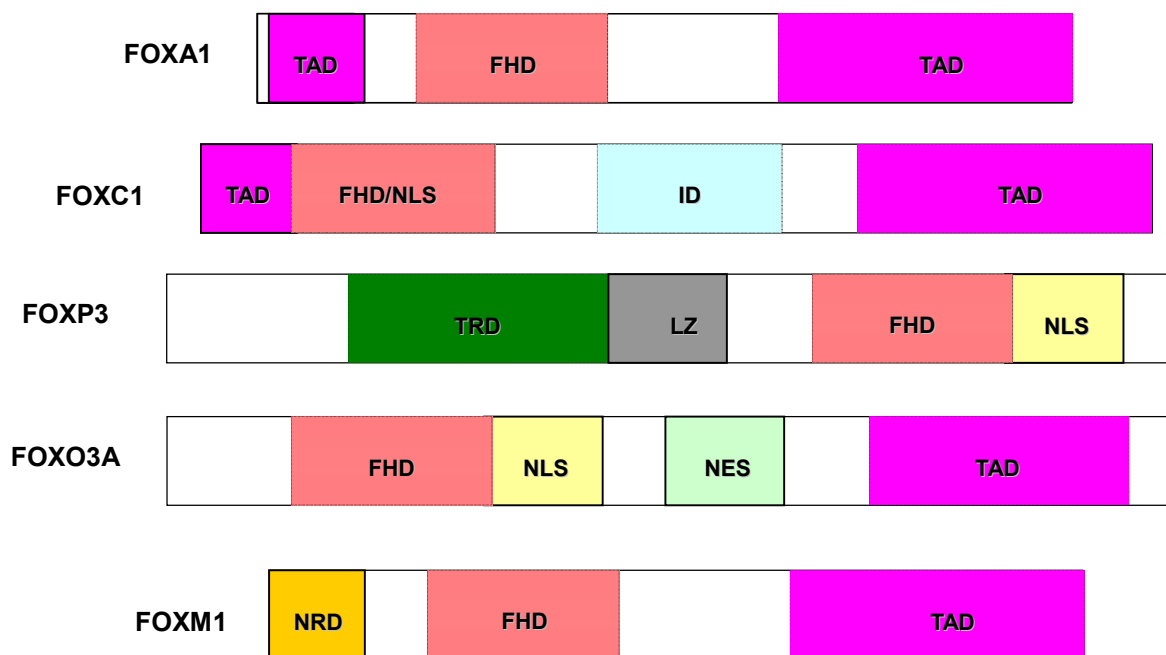 FOXA1 TAD FHD TAD
FOXC1 TAD FHD/NLS ID TAD
FOXP3 TRD LZ FHD NLS
FOXO3A FHD NLS NES TAD
FOXM1 NRD FHD TAD